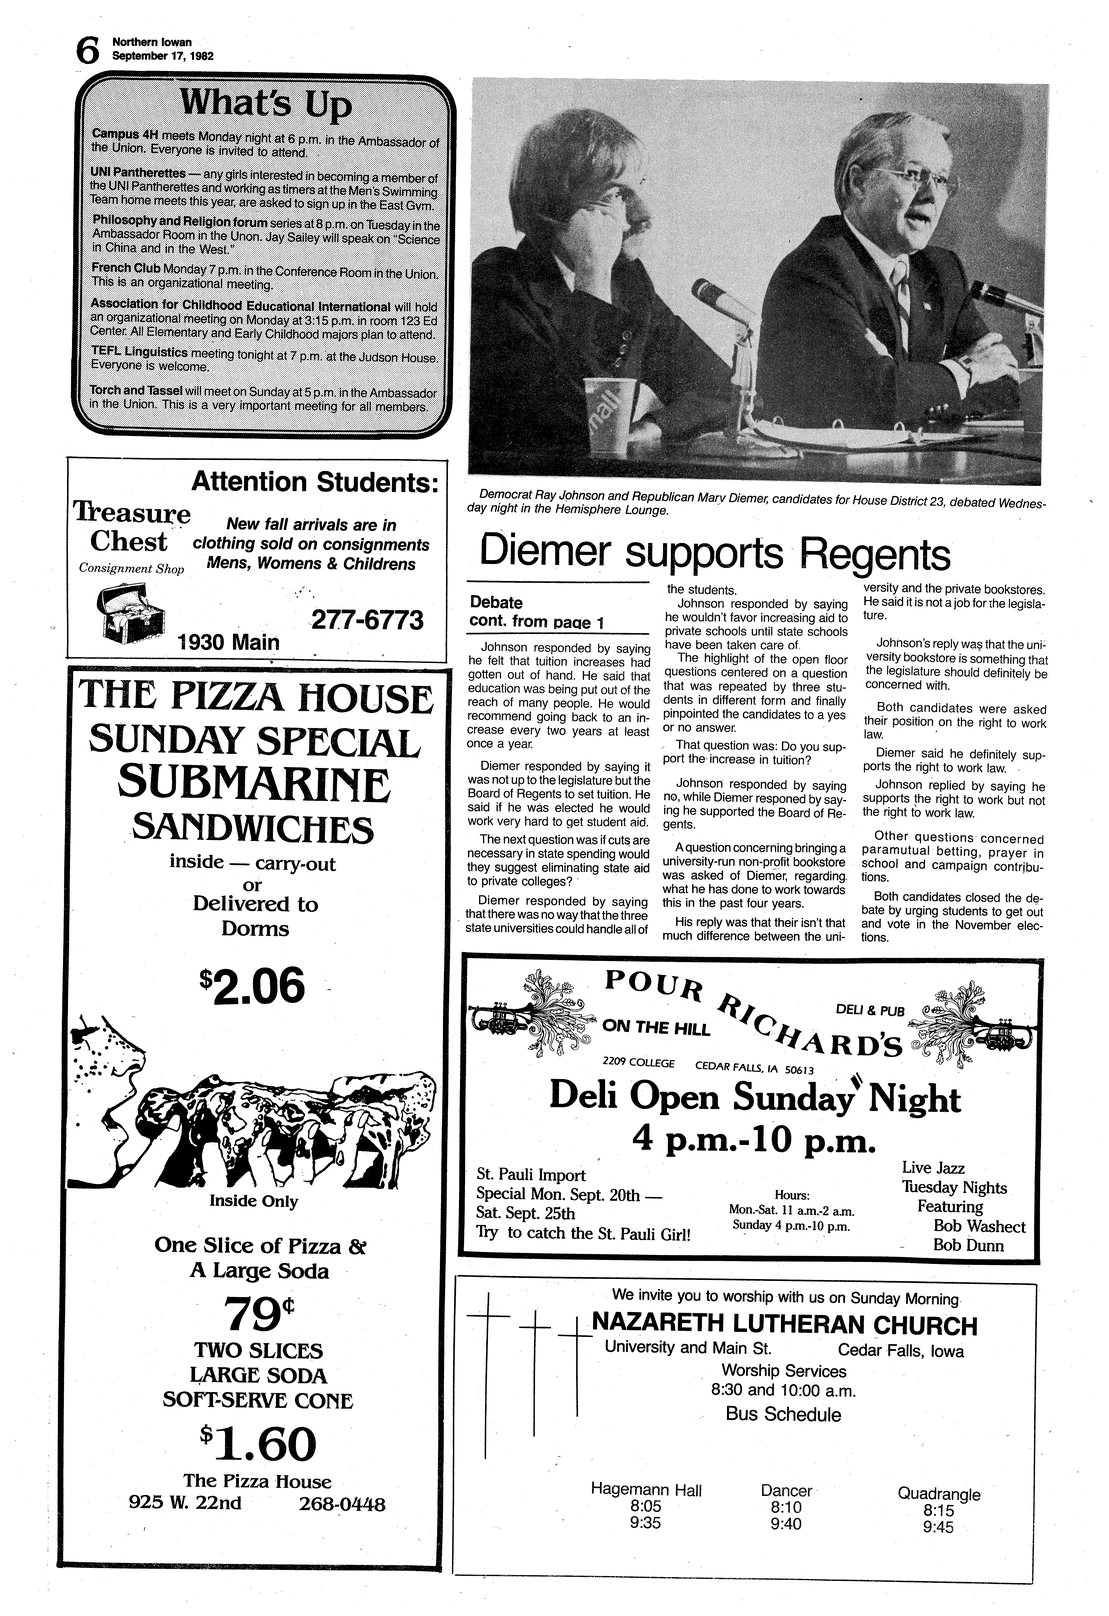 6 Northern Iowan
September 17, 1982
What's Up
Campus 4H meets Monday night at 6 p.m. in the Ambassador of
the Union. Everyone is invited to attend.
UNI Pantherettes — any girls interested in becoming a member of
the UNI Pantherettes and working as timers at the Men's Swimming
Team home meets this year, are asked to sign up in the East Gym.
Philosophy and Religion forum series at 8 p.m. on Tuesday in the
Ambassador Room in the Unon. Jay Sailey will speak on "Science
in China and in the West."
French Club Monday 7 p.m. in the Conference Room in the Union.
This is an organizational meeting.
Association for Childhood Educational International will hold
an organizational meeting on Monday at 3:15 p.m. in room 123 Ed
Center. All Elementary and Early Childhood majors plan to attend.
TEFL Linguistics meeting tonight at 7 p.m. at the Judson House.
Everyone is welcome.
Torch and Tassel will meet on Sunday at 5 p.m. in the Ambassador
in the Union. This is a very important meeting for all members.
Attention Students:
Treasure
Chest
Consignment Shop
New fall arrivals are in
clothing sold on consignments
Mens, Womens & Childrens
277-6773
1930 Main
THE PIZZA HOUSE
SUNDAY SPECIAL
SUBMARINE
SANDWICHES
inside — carry-out
or
Delivered to
Dorms
$2.06
Inside Only
One Slice of Pizza &
A Large Soda
79¢
TWO SLICES
LARGE SODA
SOFT-SERVE CONE
$1.60
The Pizza House
925 W. 22nd 268-0448
mall
Democrat Ray Johnson and Republican Marv Diemer, candidates for House District 23, debated Wednes-
day night in the Hemisphere Lounge.
Diemer supports Regents
Debate
cont. from page 1
Johnson responded by saying
he felt that tuition increases had
gotten out of hand. He said that
education was being put out of the
reach of many people. He would
recommend going back to an in-
crease every two years at least
once a year.
Diemer responded by saying it
was not up to the legislature but the
Board of Regents to set tuition. He
said if he was elected he would
work very hard to get student aid.
The next question was if cuts are
necessary in state spending would
they suggest eliminating state aid
to private colleges?
Diemer responded by saying
that there was no way that the three
state universities could handle all of
the students.
Johnson responded by saying
he wouldn't favor increasing aid to
private schools until state schools
have been taken care of.
The highlight of the open floor
questions centered on a question
that was repeated by three stu-
dents in different form and finally
pinpointed the candidates to a yes
or no answer.
That question was: Do you sup-
port the increase in tuition?
Johnson responded by saying
no, while Diemer responed by say-
ing he supported the Board of Re-
gents.
A question concerning bringing a
university-run non-profit bookstore
was asked of Diemer, regarding
what he has done to work towards
this in the past four years.
His reply was that their isn't that
much difference between the uni-
versity and the private bookstores.
He said it is not a job for the legisla-
ture.
Johnson's reply was that the uni-
versity bookstore is something that
the legislature should definitely be
concerned with.
Both candidates were asked
their position on the right to work
law.
Diemer said he definitely sup-
ports the right to work law.
Johnson replied by saying he
supports the right to work but not
the right to work law.
Other questions concerned
paramutual betting, prayer in
school and campaign contribu-
tions.
Both candidates closed the de-
bate by urging students to get out
and vote in the November elec-
tions.
POUR RICHARD'S
ON THE HILL
DELI & PUB
2209 COLLEGE CEDAR FALLS, IA 50613
Deli Open Sunday Night
4 p.m.-10 p.m.
St. Pauli Import
Special Mon. Sept. 20th —
Sat. Sept. 25th
Try to catch the St. Pauli Girl!
Hours:
Mon.-Sat. 11 a.m.-2 a.m.
Sunday 4 p.m.-10 p.m.
Live Jazz
Tuesday Nights
Featuring
Bob Washect
Bob Dunn
We invite you to worship with us on Sunday Morning
NAZARETH LUTHERAN CHURCH
University and Main St. Cedar Falls, Iowa
Worship Services
8:30 and 10:00 a.m.
Bus Schedule
Hagemann Hall Dancer Quadrangle
8:05 8:10 8:15
9:35 9:40 9:45